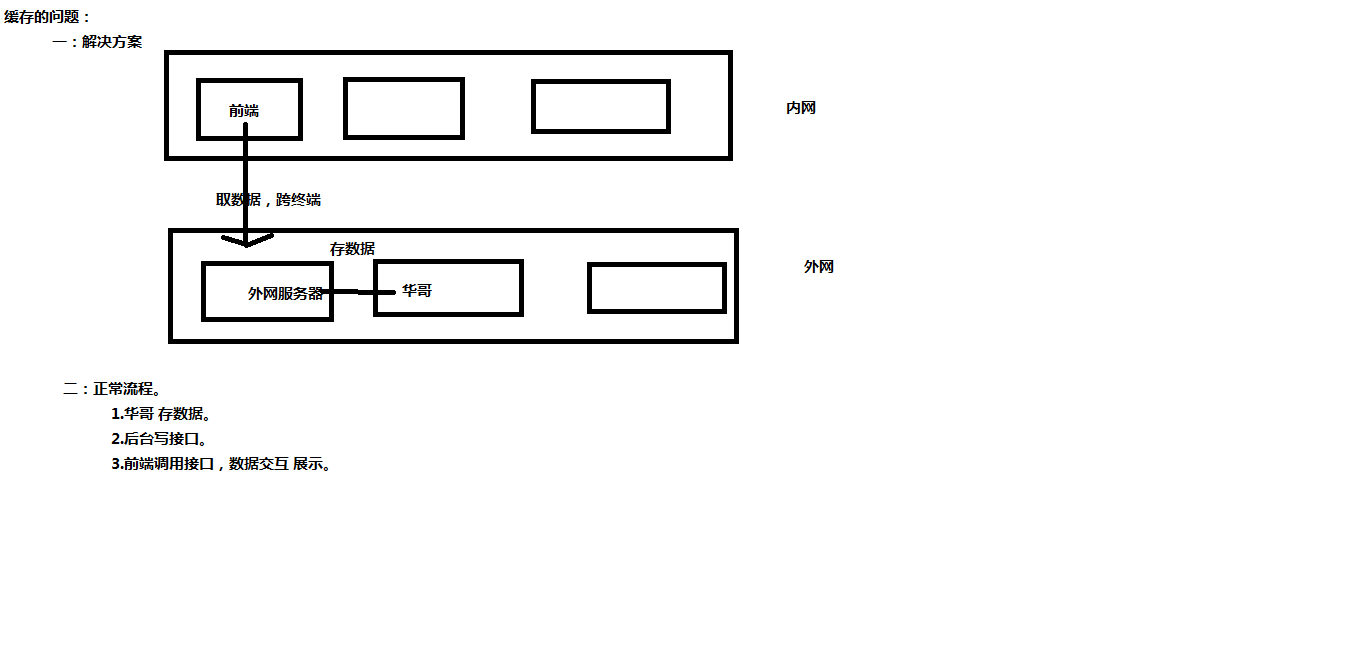 缓存的问题：
一：解决方案
前端
内网
取数据，跨终端
存数据
外网服务器
华哥
外网
二：正常流程。
1.华哥 存数据。
2.后台写接口。
3.前端调用接口，数据交互 展示。